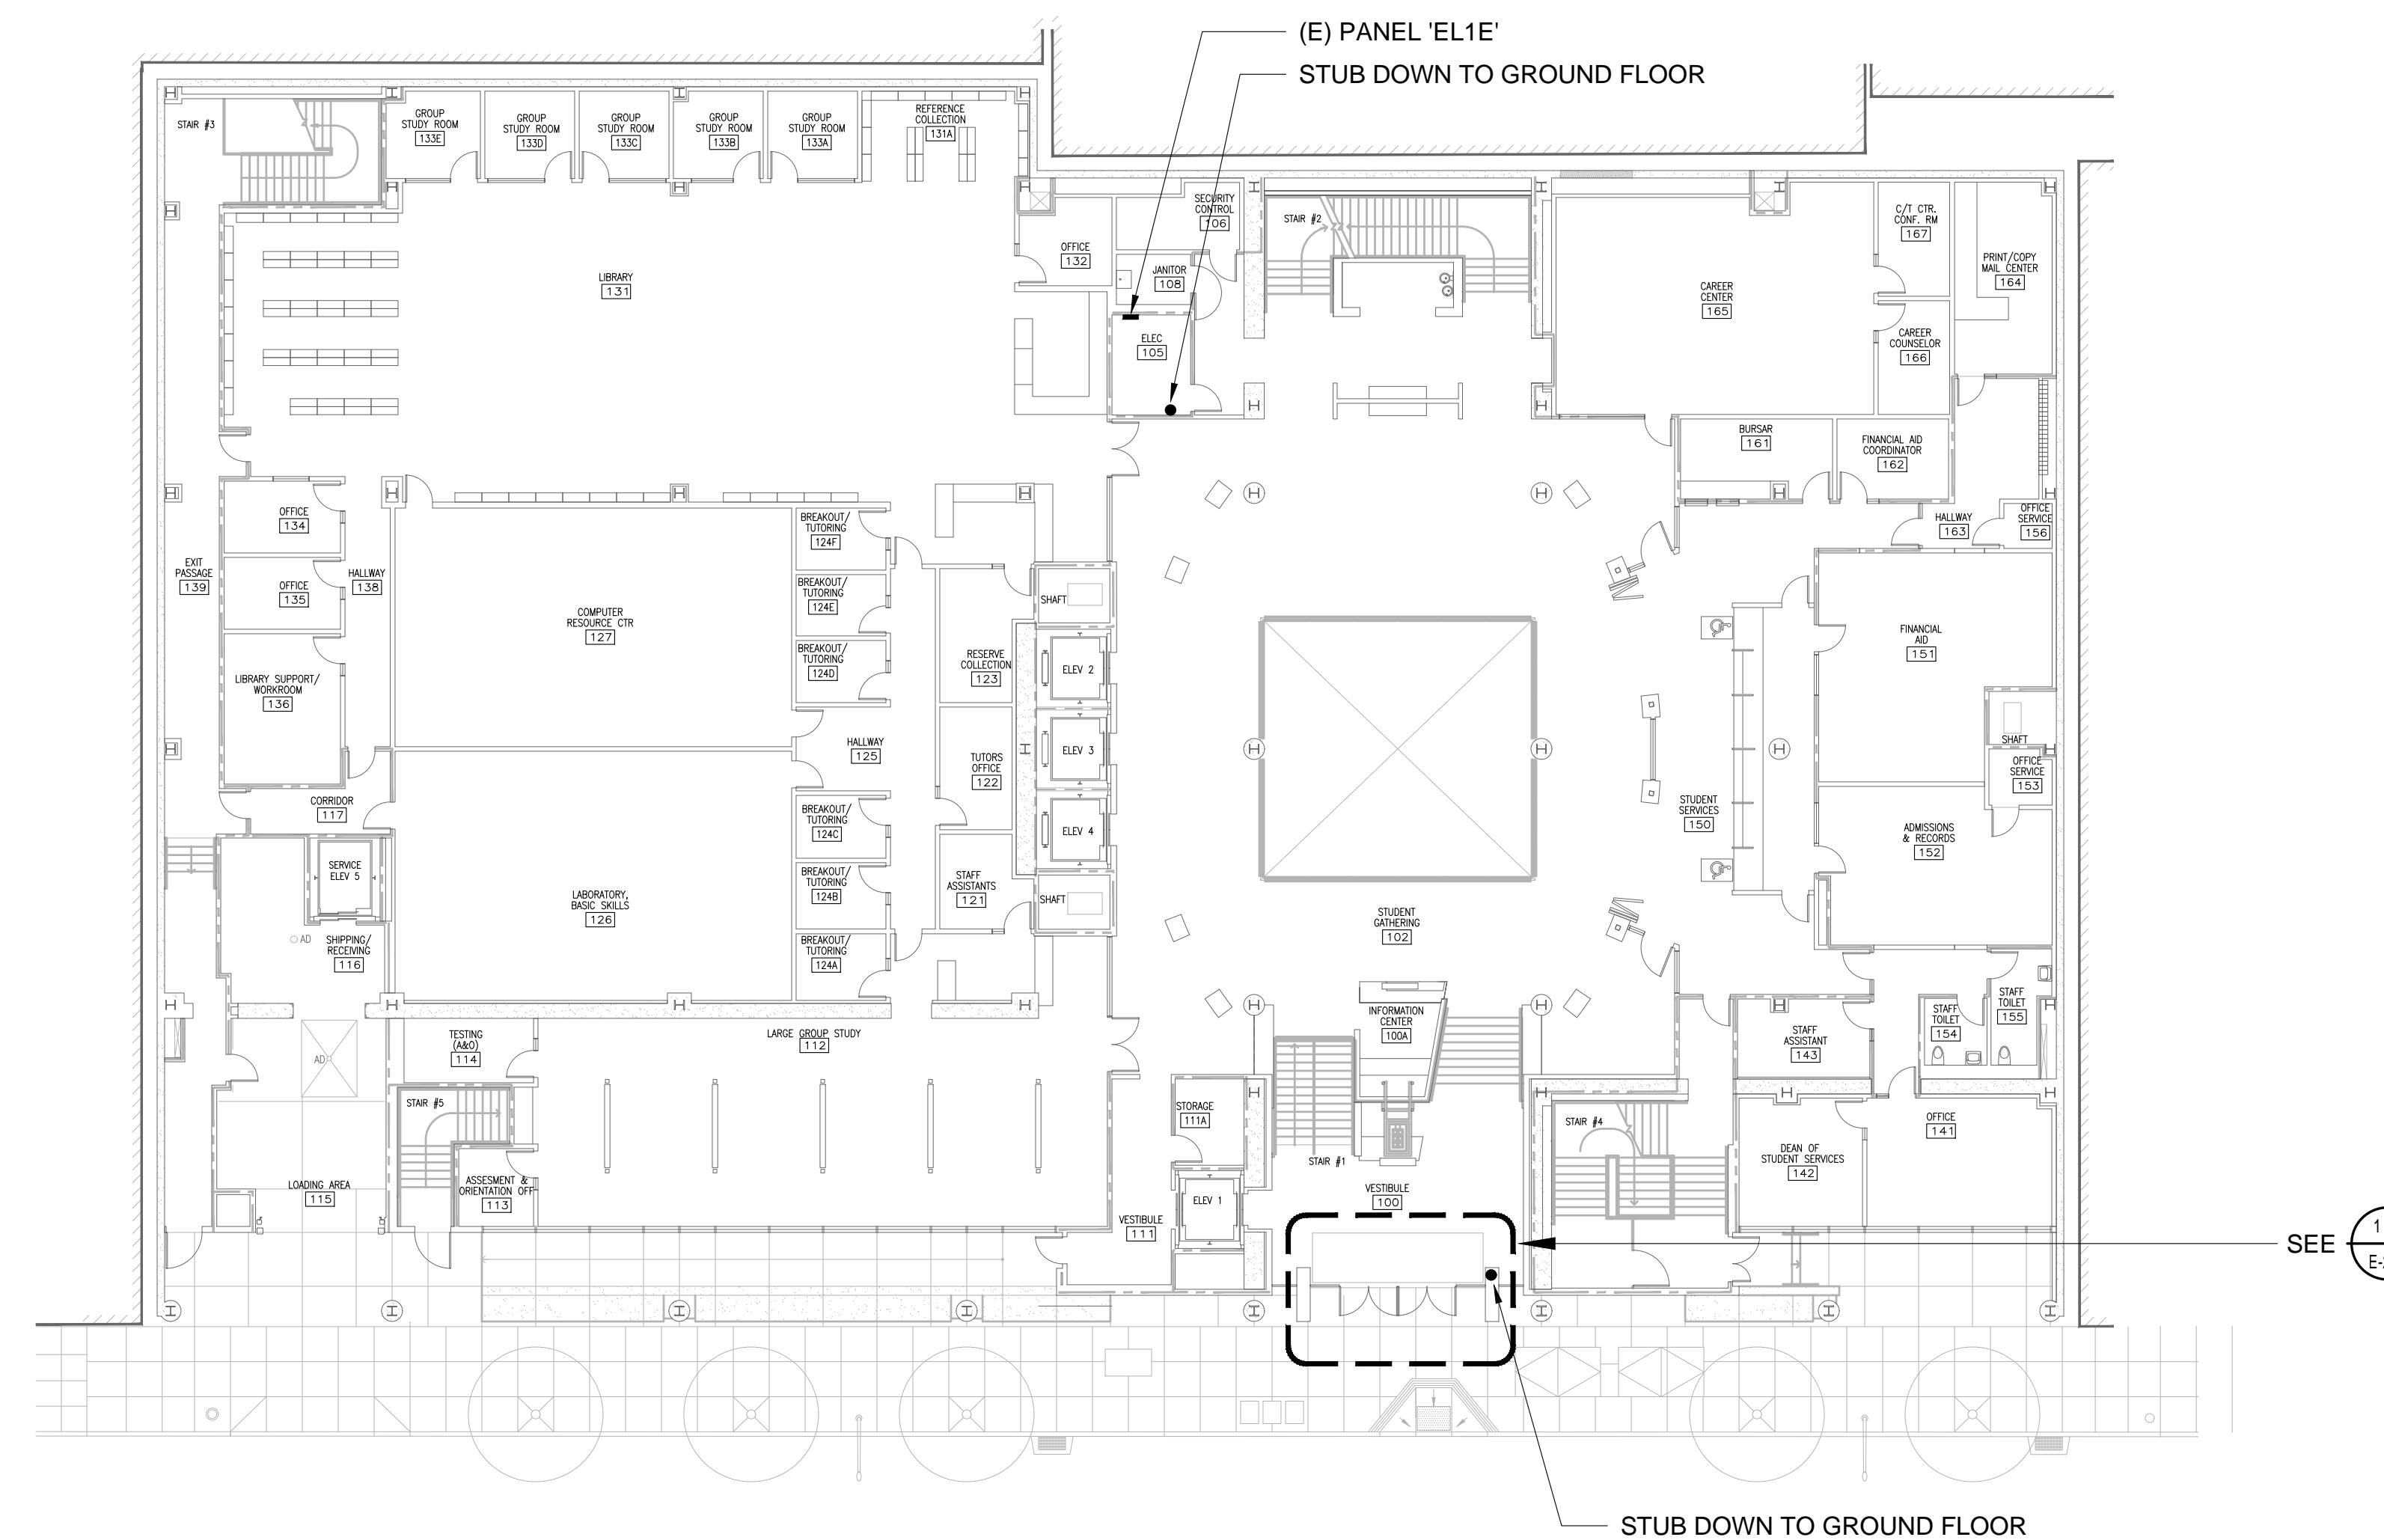 (E) PANEL 'EL1E'
STUB DOWN TO GROUND FLOOR
STAIR #3
GROUP
STUDY ROOM
133E
GROUP
STUDY ROOM
133D
GROUP
STUDY ROOM
133C
GROUP
STUDY ROOM
133B
GROUP
STUDY ROOM
133A
REFERENCE
COLLECTION
131A
SECURITY
CONTROL
106
STAIR #2
C/T CTR.
CONF. RM
167
OFFICE
132
JANITOR
108
PRINT/COPY
MAIL CENTER
164
LIBRARY
131
CAREER
CENTER
165
ELEC
105
CAREER
COUNSELOR
166
BURSAR
161
FINANCIAL AID
COORDINATOR
162
OFFICE
134
BREAKOUT/
TUTORING
124F
HALLWAY
163
OFFICE
SERVICE
156
EXIT
PASSAGE
139
OFFICE
135
HALLWAY
138
BREAKOUT/
TUTORING
124E
SHAFT
COMPUTER
RESOURCE CTR
127
FINANCIAL
AID
151
BREAKOUT/
TUTORING
124D
RESERVE
COLLECTION
123
ELEV 2
LIBRARY SUPPORT/
WORKROOM
136
HALLWAY
125
TUTORS
OFFICE
122
ELEV 3
SHAFT
OFFICE
SERVICE
153
CORRIDOR
117
BREAKOUT/
TUTORING
124C
ELEV 4
STUDENT
SERVICES
150
ADMISSIONS
& RECORDS
152
SERVICE
ELEV 5
BREAKOUT/
TUTORING
124B
STAFF
ASSISTANTS
121
SHAFT
LABORATORY,
BASIC SKILLS
126
STUDENT
GATHERING
102
AD
SHIPPING/
RECEIVING
116
BREAKOUT/
TUTORING
124A
INFORMATION
CENTER
100A
STAFF
TOILET
155
STAFF
TOILET
154
TESTING
(A&O)
114
LARGE GROUP STUDY
112
STAFF
ASSISTANT
143
AD
STAIR #5
STORAGE
111A
STAIR #4
OFFICE
141
STAIR #1
DEAN OF
STUDENT SERVICES
142
LOADING AREA
115
ASSESMENT &
ORIENTATION OFF
113
ELEV 1
VESTIBULE
100
VESTIBULE
111
SEE
1
STUB DOWN TO GROUND FLOOR